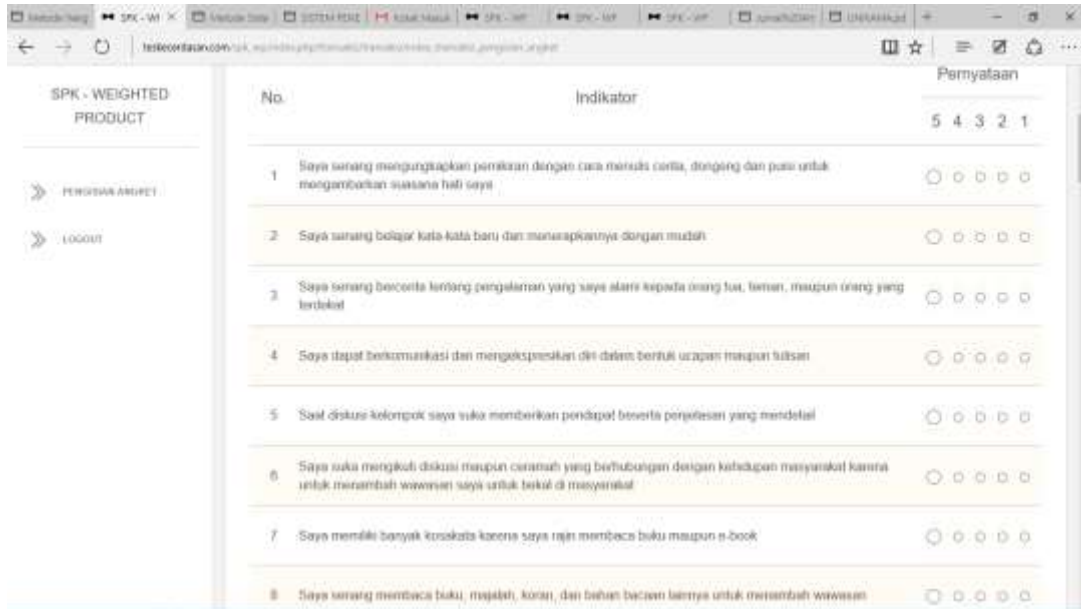 SPK - WEIGHTED
PRODUCT
PENGISIAN ANGKET
LOGOUT
No.
Indikator
Pernyataan
5 4 3 2 1
1
Saya senang mengungkapkan pemikiran dengan cara menulis cerita, dongeng dan puisi untuk
mengambarkan suasana hati saya
2 Saya senang belajar kata-kata baru dan menerapkannya dengan mudah
3
Saya senang bercerita tentang pengalaman yang saya alami kepada orang tua, teman, maupun orang yang
terdekat
4 Saya dapat berkomunikasi dan mengekspresikan diri dalam bentuk ucapan maupun tulisan
5 Saat diskusi kelompok saya suka memberikan pendapat beserta penjelasan yang mendetail
6
Saya suka mengikuti diskusi maupun ceramah yang berhubungan dengan kehidupan masyarakat karena
untuk menambah wawasan saya untuk bekal di masyarakat
7 Saya memiliki banyak kosakata karena saya rajin membaca buku maupun e-book
8 Saya senang membaca buku, majalah, koran, dan bahan bacaan lainnya untuk menambah wawasan